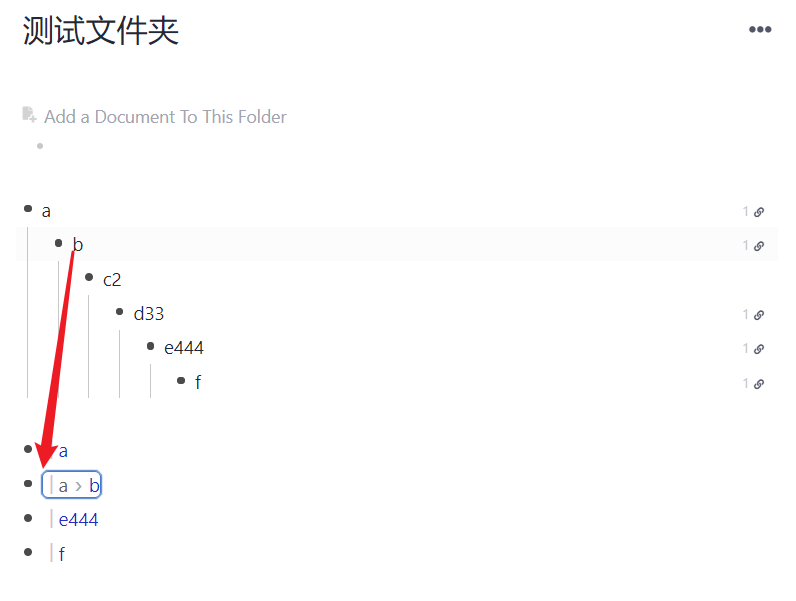 测试文件夹
Add a Document To This Folder
a 1
b 1
c2
d33 1
e444 1
f 1
a
a › b
e444
f